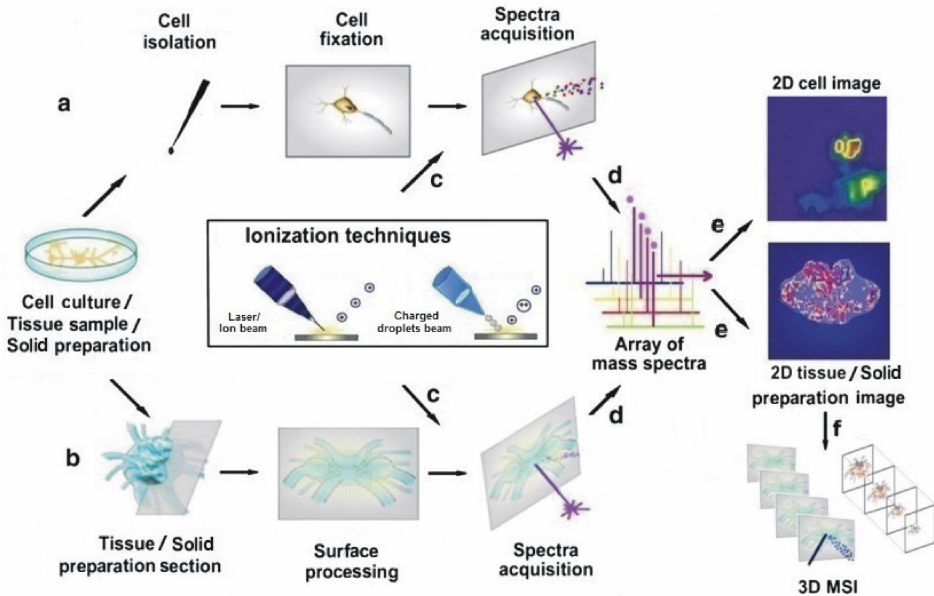 Cell
isolation
Cell
fixation
Spectra
acquisition
a
2D cell image
c
d
e
Ionization techniques
Laser/
Ion beam
Charged
droplets beam
Cell culture/
Tissue sample/
Solid preparation
Array of
mass spectra
e
2D tissue/Solid
preparation image
c
d
f
b
Tissue/Solid
preparation section
Surface
processing
Spectra
acquisition
3D MSI